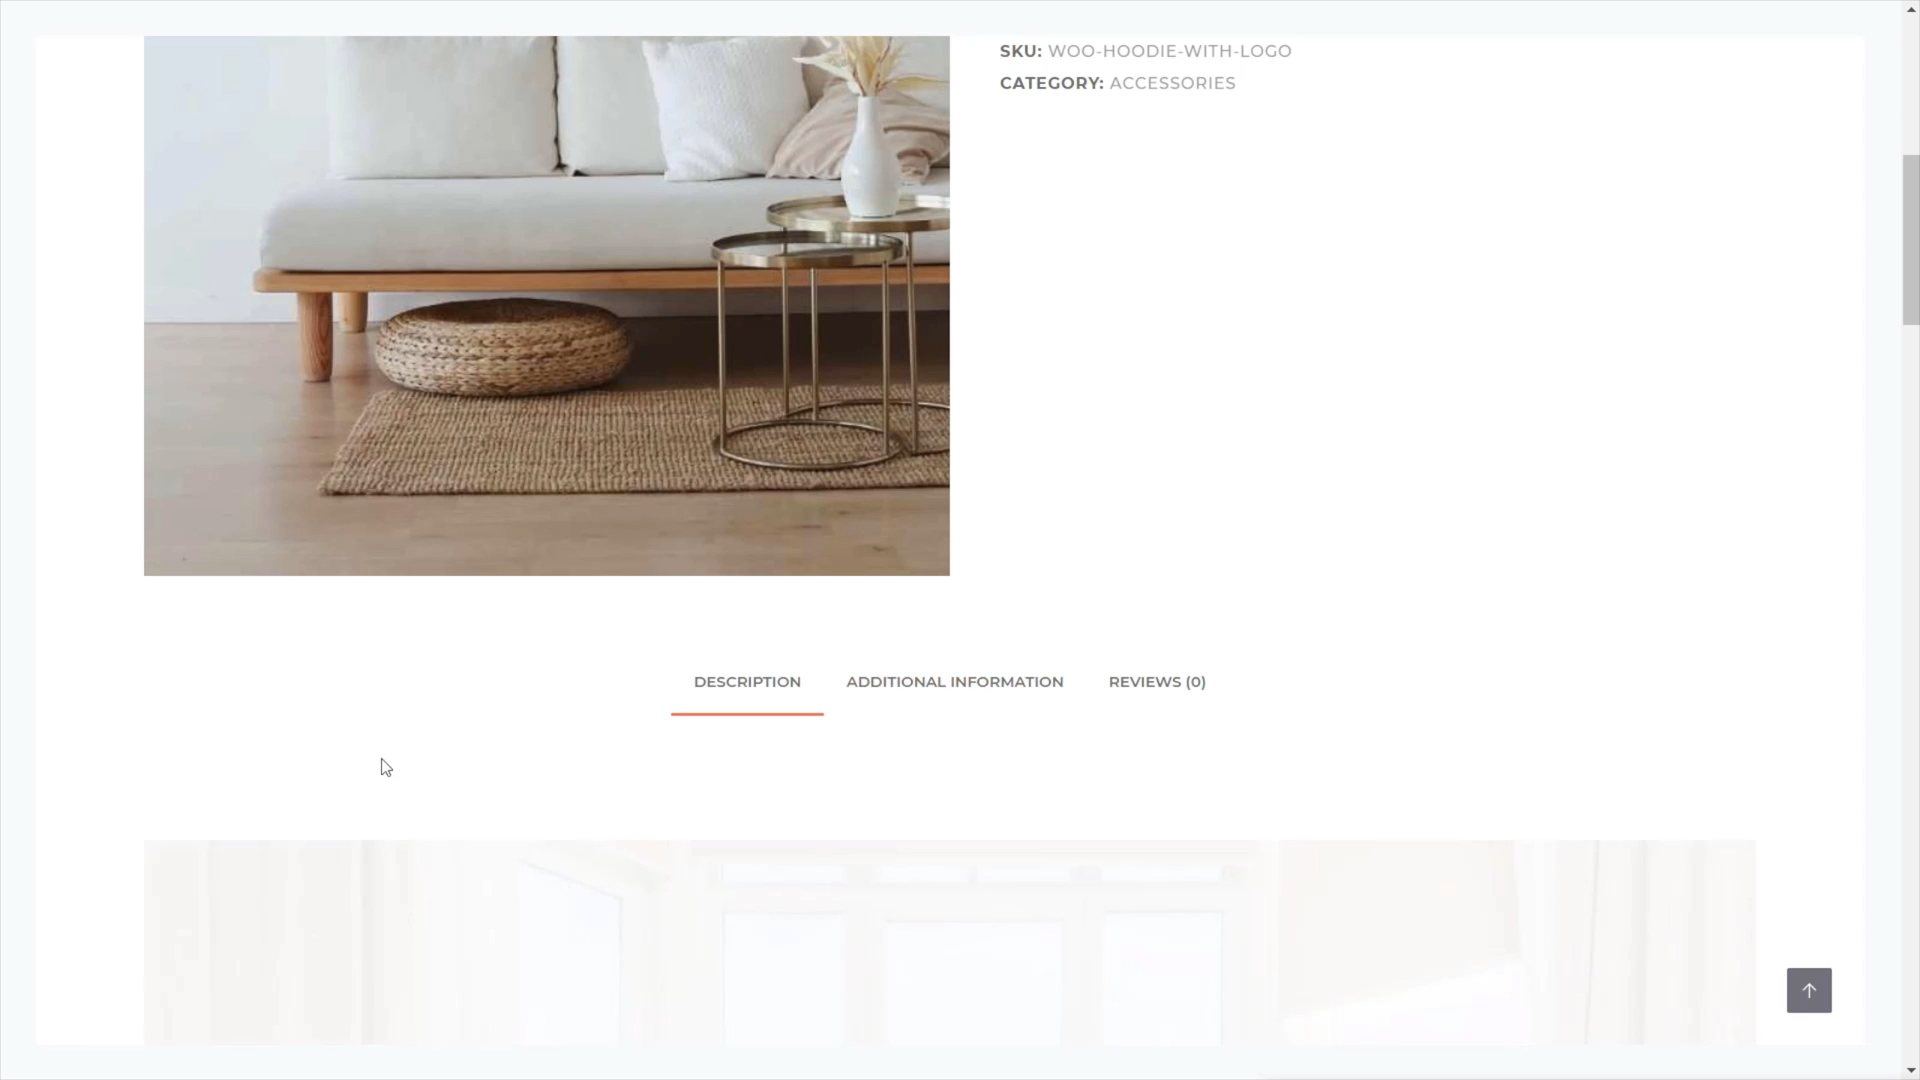 SKU: WOO-HOODIE-WITH-LOGO
CATEGORY: ACCESSORIES
DESCRIPTION ADDITIONAL INFORMATION REVIEWS (0)